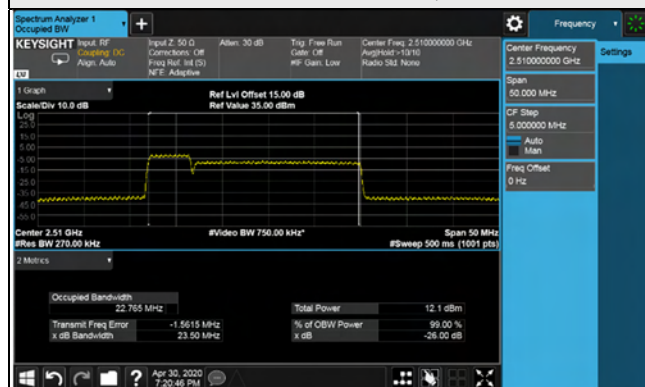 Spectrum Analyzer 1
Occupied BW
Frequency
KEYSIGHT Input: RF
Coupling: DC
Align: Auto
Input Z: 50 Ω
Corrections: Off
Freq Ref: Int (S)
NFE: Adaptive
Atten: 30 dB
Trig: Free Run
Gate: Off
#IF Gain: Low
Center Freq: 2.510000000 GHz
Avg|Hold:>10/10
Radio Std: None
LXI
Center Frequency
2.510000000 GHz
Settings
Span
50.000 MHz
CF Step
5.000000 MHz
Auto
Man
Freq Offset
0 Hz
1 Graph
Scale/Div 10.0 dB
Ref Lvl Offset 15.00 dB
Ref Value 35.00 dBm
Log
25.0
15.0
5.00
-5.00
-15.0
-25.0
-35.0
-45.0
-55.0
Center 2.51 GHz
#Res BW 270.00 kHz
#Video BW 750.00 kHz*
Span 50 MHz
#Sweep 500 ms (1001 pts)
2 Metrics
Occupied Bandwidth
22.765 MHz
Total Power 12.1 dBm
Transmit Freq Error -1.5615 MHz
% of OBW Power 99.00 %
x dB Bandwidth 23.50 MHz
x dB -26.00 dB
Apr 30, 2020
7:20:46 PM